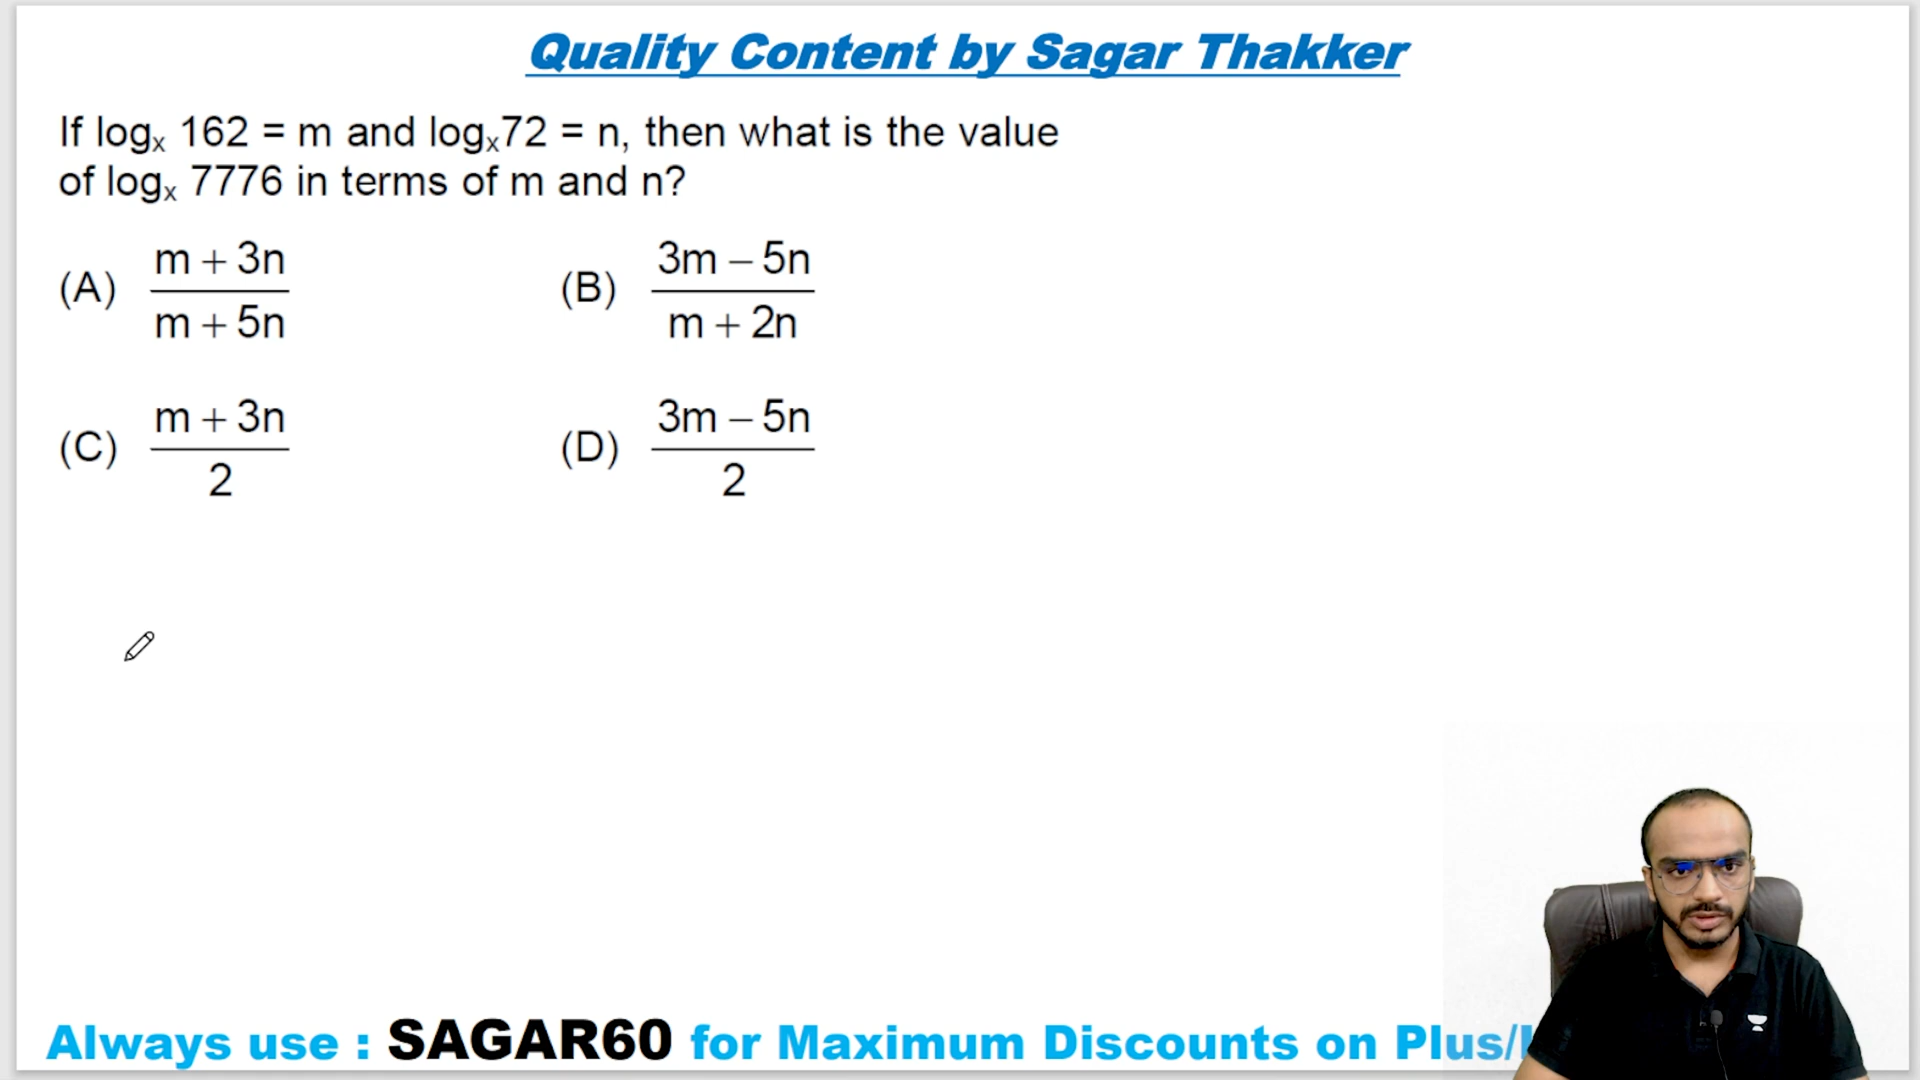 Quality Content by Sagar Thakker
If logₓ 162 = m and logₓ72 = n, then what is the value
of logₓ 7776 in terms of m and n?
(A) (m + 3n)/(m + 5n) (B) (3m – 5n)/(m + 2n)
(C) (m + 3n)/2 (D) (3m – 5n)/2
Always use : SAGAR60 for Maximum Discounts on Plus/